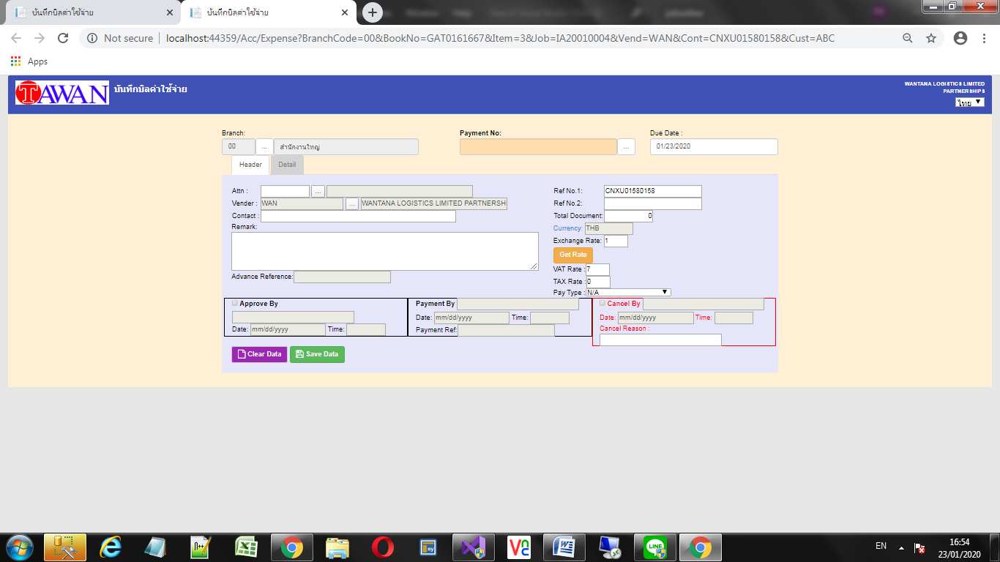 บันทึกบิลค่าใช้จ่าย
บันทึกบิลค่าใช้จ่าย
Not secure localhost:44359/Acc/Expense?BranchCode=00&BookNo=GAT0161667&Item=3&Job=IA20010004&Vend=WAN&Cont=CNXU01580158&Cust=ABC
Apps
TAWAN บันทึกบิลค่าใช้จ่าย
WANTANA LOGISTICS LIMITED
PARTNERSHIPS
ไทย
Branch: Payment No: Due Date :
00 ... สำนักงานใหญ่ ... 01/23/2020
Header Detail
Attn : ... Ref No.1: CNXU01580158
Vender : WAN ... WANTANA LOGISTICS LIMITED PARTNERSH Ref No.2:
Contact : Total Document: 0
Remark: Currency: THB
Exchange Rate: 1
Get Rate
VAT Rate : 7
Advance Reference: TAX Rate : 0
Pay Type : N/A
Approve By Payment By Cancel By
Date: mm/dd/yyyy Time: Date: mm/dd/yyyy Time:
Date: mm/dd/yyyy Time: Payment Ref: Cancel Reason :
Clear Data Save Data
EN 16:54
23/01/2020